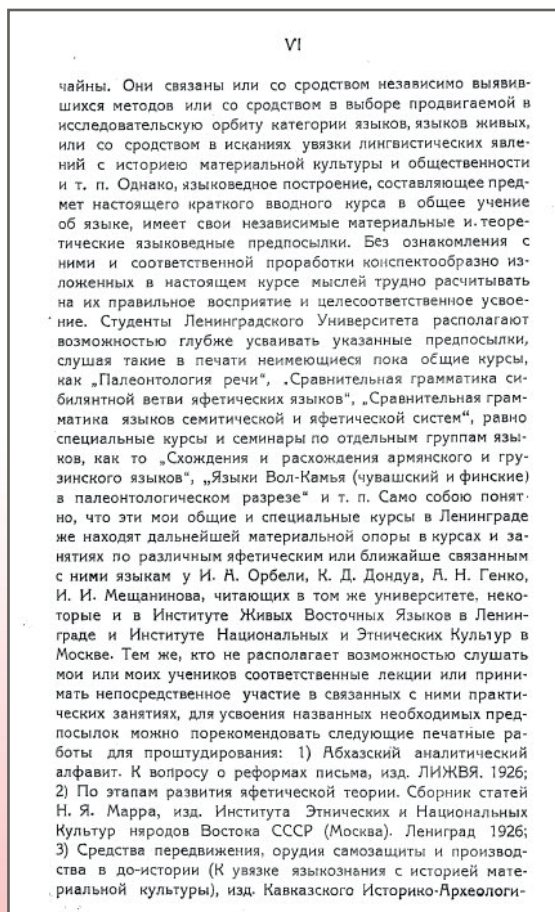 VI
чайны. Они связаны или со сродством независимо выявив-
шихся методов или со сродством в выборе продвигаемой в
исследовательскую орбиту категории языков, языков живых,
или со сродством в исканиях увязки лингвистических явле-
ний с историею материальной культуры и общественности
и т. п. Однако, языковедное построение, составляющее пред-
мет настоящего краткого вводного курса в общее учение
об языке, имеет свои независимые материальные и теоре-
тические языковедные предпосылки. Без ознакомления с
ними и соответственной проработки конспектообразно из-
ложенных в настоящем курсе мыслей трудно расчитывать
на их правильное восприятие и целесоответственное усвое-
ние. Студенты Ленинградского Университета располагают
возможностью глубже усваивать указанные предпосылки,
слушая такие в печати неимеющиеся пока общие курсы,
как „Палеонтология речи“, „Сравнительная грамматика си-
билянтной ветви яфетических языков“, „Сравнительная грам-
матика языков семитической и яфетической систем“, равно
специальные курсы и семинары по отдельным группам язы-
ков, как то „Схождения и расхождения армянского и гру-
зинского языков“, „Языки Вол-Камья (чувашский и финские)
в палеонтологическом разрезе“ и т. п. Само собою понят-
но, что эти мои общие и специальные курсы в Ленинграде
же находят дальнейшей материальной опоры в курсах и за-
нятиях по различным яфетическим или ближайше связанным
с ними языкам у И. А. Орбели, К. Д. Дондуа, А. Н. Генко,
И. И. Мещанинова, читающих в том же университете, неко-
торые и в Институте Живых Восточных Языков в Ленин-
граде и Институте Национальных и Этнических Культур в
Москве. Тем же, кто не располагает возможностью слушать
мои или моих учеников соответственные лекции или прини-
мать непосредственное участие в связанных с ними практи-
ческих занятиях, для усвоения названных необходимых пред-
посылок можно порекомендовать следующие печатные ра-
боты для проштудирования: 1) Абхазский аналитический
алфавит. К вопросу о реформах письма, изд. ЛИЖВЯ. 1926;
2) По этапам развития яфетической теории. Сборник статей
Н. Я. Марра, изд. Института Этнических и Национальных
Культур няродов Востока СССР (Москва). Лениград 1926;
3) Средства передвижения, орудия самозащиты и производ-
ства в до-истории (К увязке языкознания с историей мате-
риальной культуры), изд. Кавказского Историко-Археологи-